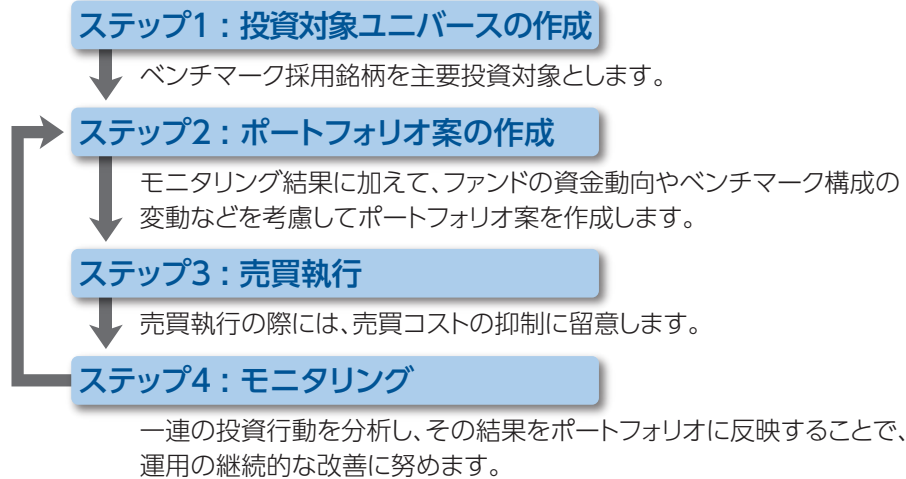 ステップ1：投資対象ユニバースの作成
ベンチマーク採用銘柄を主要投資対象とします。
ステップ2：ポートフォリオ案の作成
モニタリング結果に加えて、ファンドの資金動向やベンチマーク構成の
変動などを考慮してポートフォリオ案を作成します。
ステップ3：売買執行
売買執行の際には、売買コストの抑制に留意します。
ステップ4：モニタリング
一連の投資行動を分析し、その結果をポートフォリオに反映することで、
運用の継続的な改善に努めます。